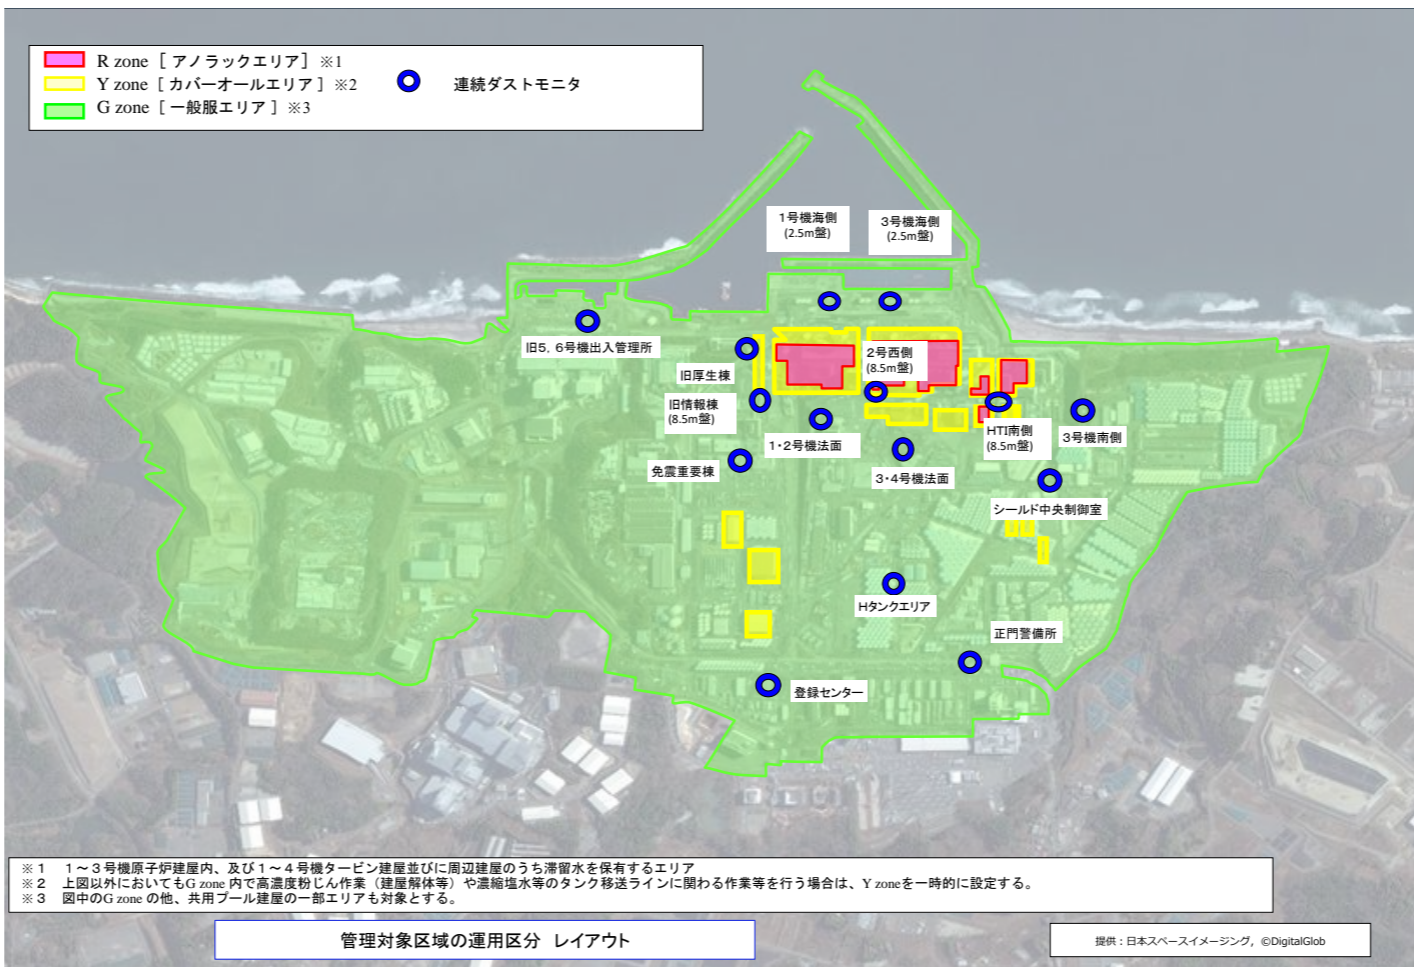 R zone [ アノラックエリア] ※1
Y zone [ カバーオールエリア ] ※2
G zone [ 一般服エリア ] ※3
連続ダストモニタ
1号機海側
(2.5m盤)
3号機海側
(2.5m盤)
旧5，6号機出入管理所
旧厚生棟
2号西側
(8.5m盤)
旧情報棟
(8.5m盤)
1・2号機法面
HTI南側
(8.5m盤)
3号機南側
免震重要棟
3・4号機法面
シールド中央制御室
Hタンクエリア
正門警備所
登録センター
※１　１～３号機原子炉建屋内、及び１～４号機タービン建屋並びに周辺建屋のうち滞留水を保有するエリア
※２　上図以外においてもG zone 内で高濃度粉じん作業（建屋解体等）や濃縮塩水等のタンク移送ラインに関わる作業等を行う場合は、Y zoneを一時的に設定する。
※３　図中のG zone の他、共用プール建屋の一部エリアも対象とする。
管理対象区域の運用区分 レイアウト
提供：日本スペースイメージング，©DigitalGlob